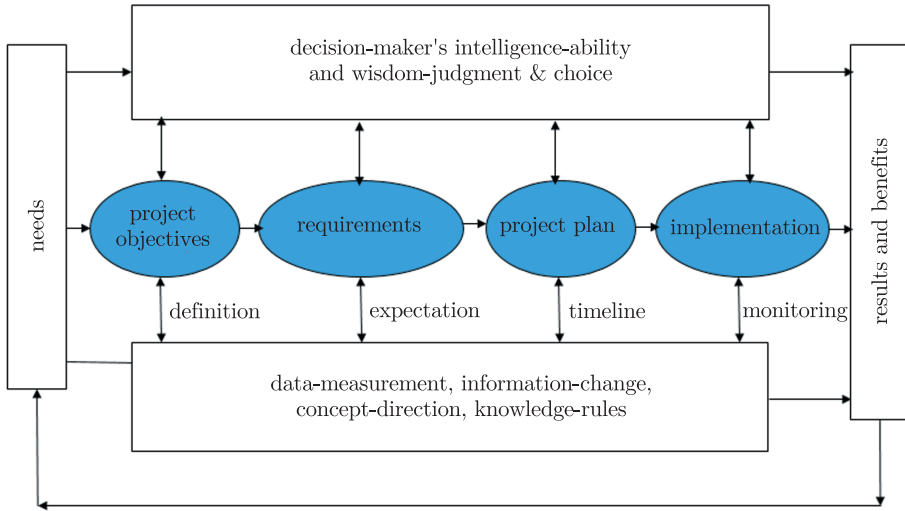 decision-maker's intelligence-ability
and wisdom-judgment & choice
needs
project
objectives
requirements
project plan
implementation
results and benefits
definition
expectation
timeline
monitoring
data-measurement, information-change,
concept-direction, knowledge-rules